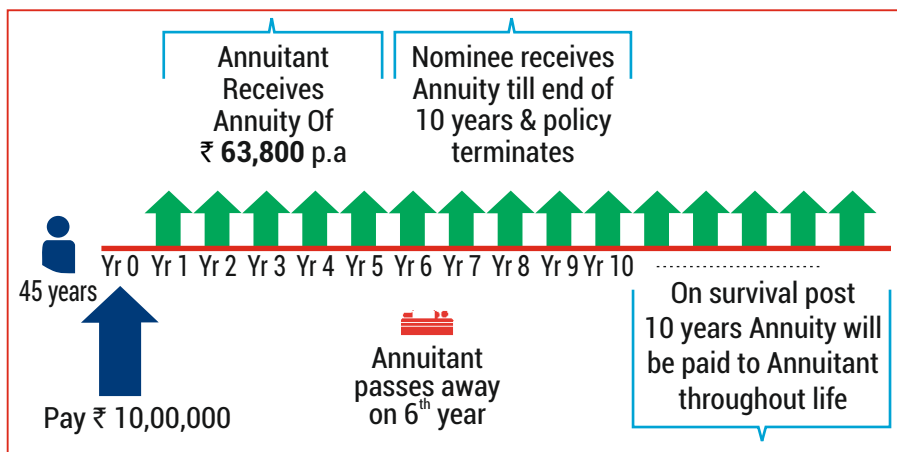 Annuitant
Receives
Annuity Of
₹ 63,800 p.a
Nominee receives
Annuity till end of
10 years & policy
terminates
45 years
Yr 0 Yr 1 Yr 2 Yr 3 Yr 4 Yr 5 Yr 6 Yr 7 Yr 8 Yr 9 Yr 10
Pay ₹ 10,00,000
Annuitant
passes away
on 6th year
On survival post
10 years Annuity will
be paid to Annuitant
throughout life